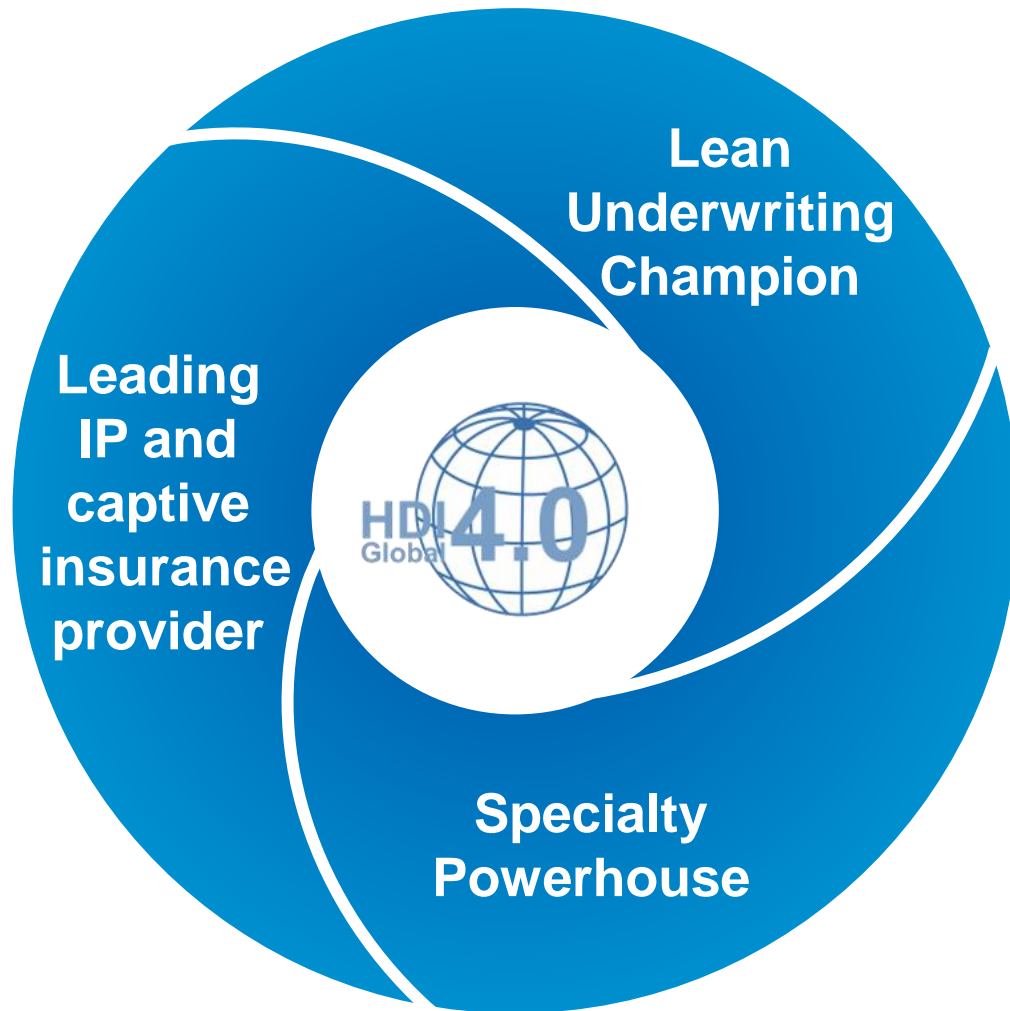 Lean
Underwriting
Champion
Leading
IP and
captive
insurance
provider
HDI
Global
4.0
Specialty
Powerhouse